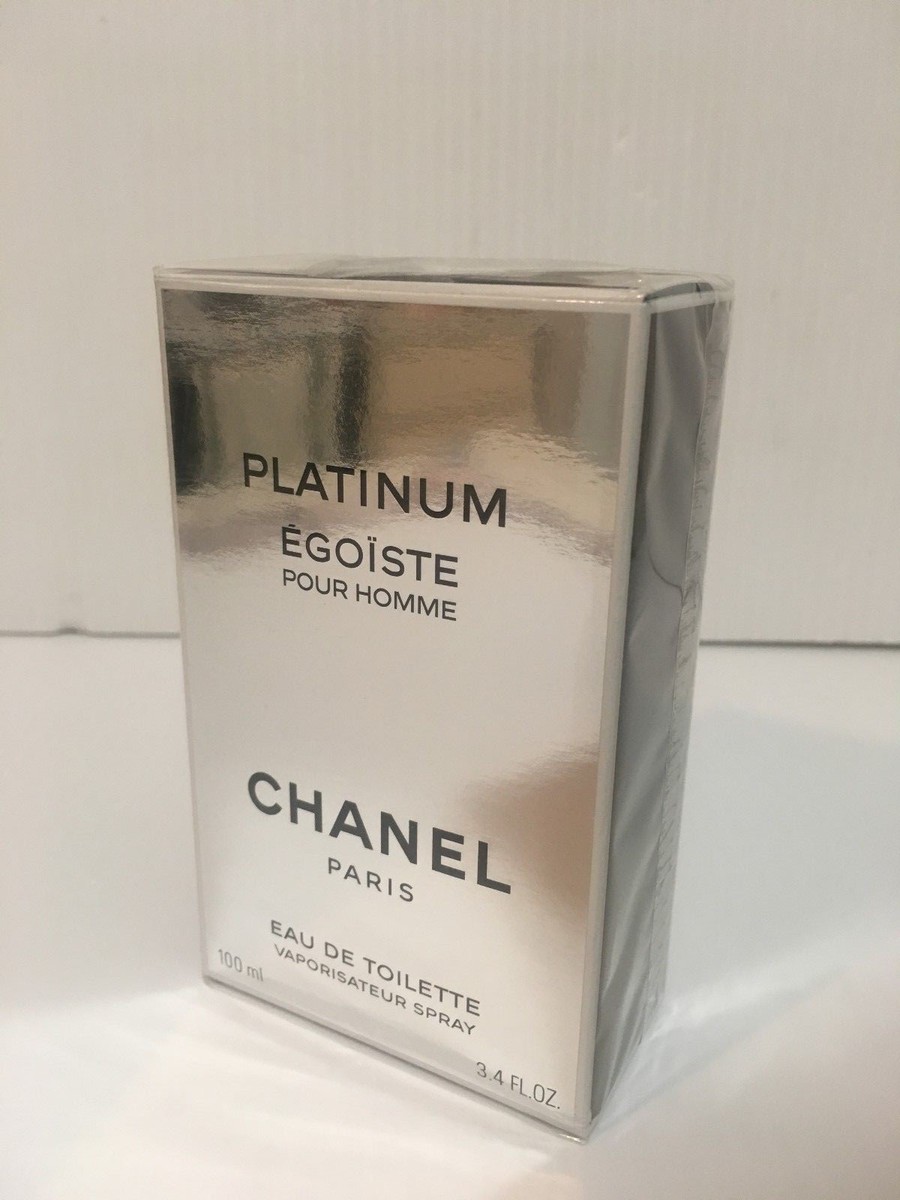 PLATINUM
ÉGOÏSTE
POUR HOMME
CHANEL
PARIS
EAU DE TOILETTE
VAPORISATEUR SPRAY
100 ml
3.4 FL.OZ.